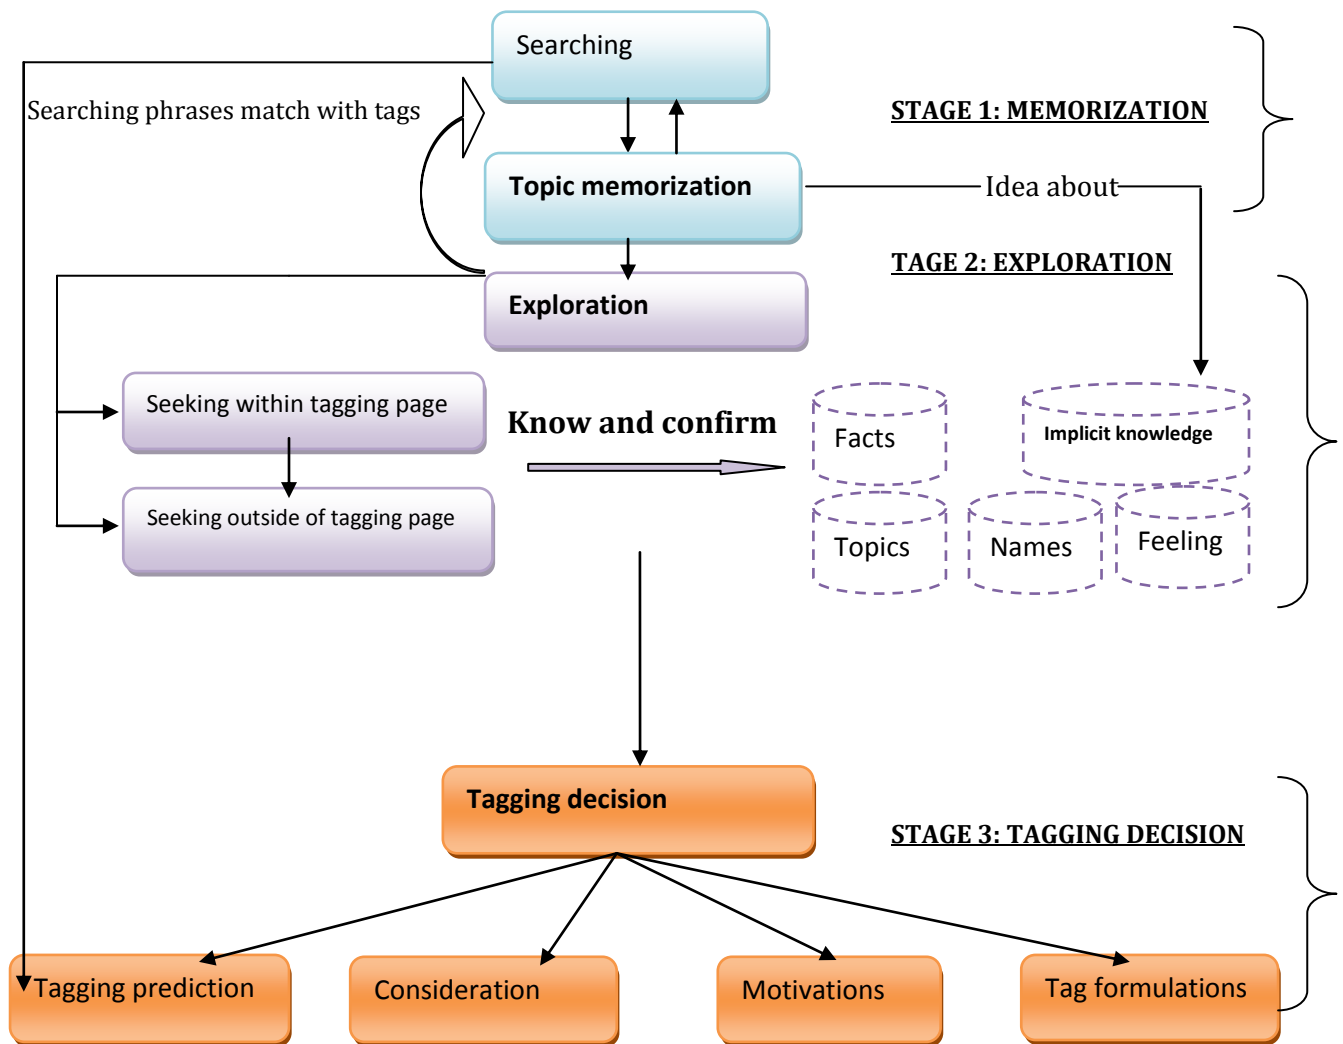 Searching
Searching phrases match with tags
STAGE 1: MEMORIZATION
Topic memorization
Idea about
TAGE 2: EXPLORATION
Exploration
Seeking within tagging page
Know and confirm
Facts
Implicit knowledge
Seeking outside of tagging page
Topics
Names
Feeling
Tagging decision
STAGE 3: TAGGING DECISION
Tagging prediction
Consideration
Motivations
Tag formulations